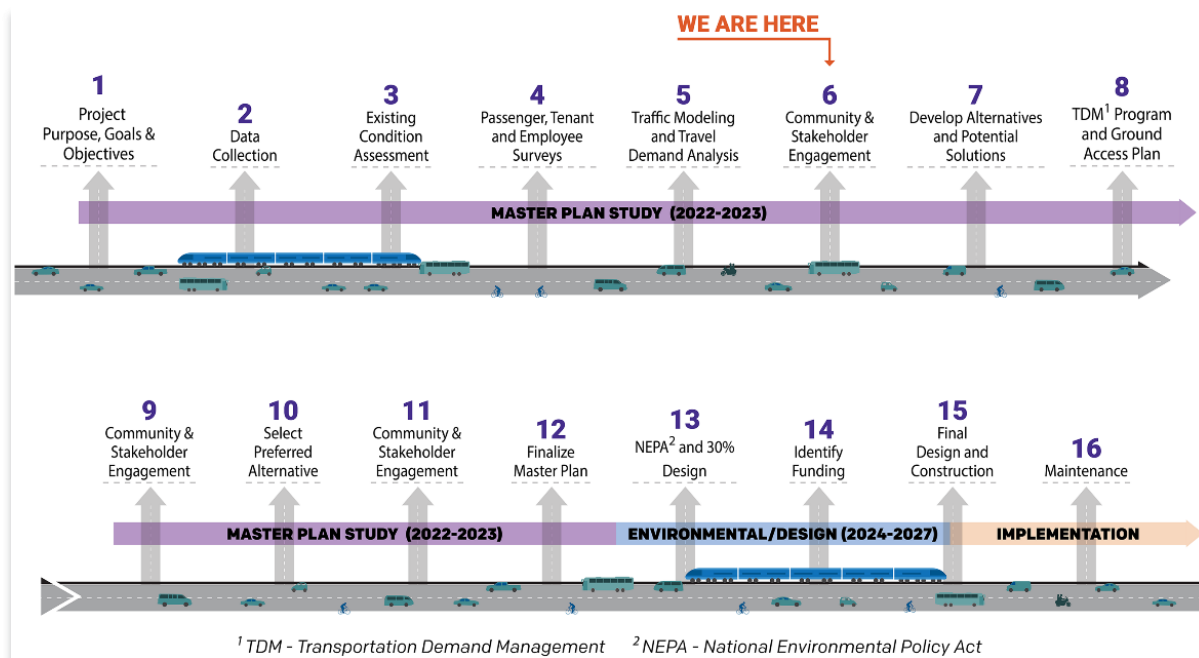 WE ARE HERE
1
Project
Purpose, Goals &
Objectives
2
Data
Collection
3
Existing
Condition
Assessment
4
Passenger, Tenant
and Employee
Surveys
5
Traffic Modeling
and Travel
Demand Analysis
6
Community &
Stakeholder
Engagement
7
Develop Alternatives
and Potential
Solutions
8
TDM¹ Program
and Ground
Access Plan
MASTER PLAN STUDY (2022-2023)
9
Community &
Stakeholder
Engagement
10
Select
Preferred
Alternative
11
Community &
Stakeholder
Engagement
12
Finalize
Master Plan
13
NEPA² and 30%
Design
14
Identify
Funding
15
Final
Design and
Construction
16
Maintenance
MASTER PLAN STUDY (2022-2023)
ENVIRONMENTAL/DESIGN (2024-2027)
IMPLEMENTATION
¹ TDM - Transportation Demand Management ² NEPA - National Environmental Policy Act